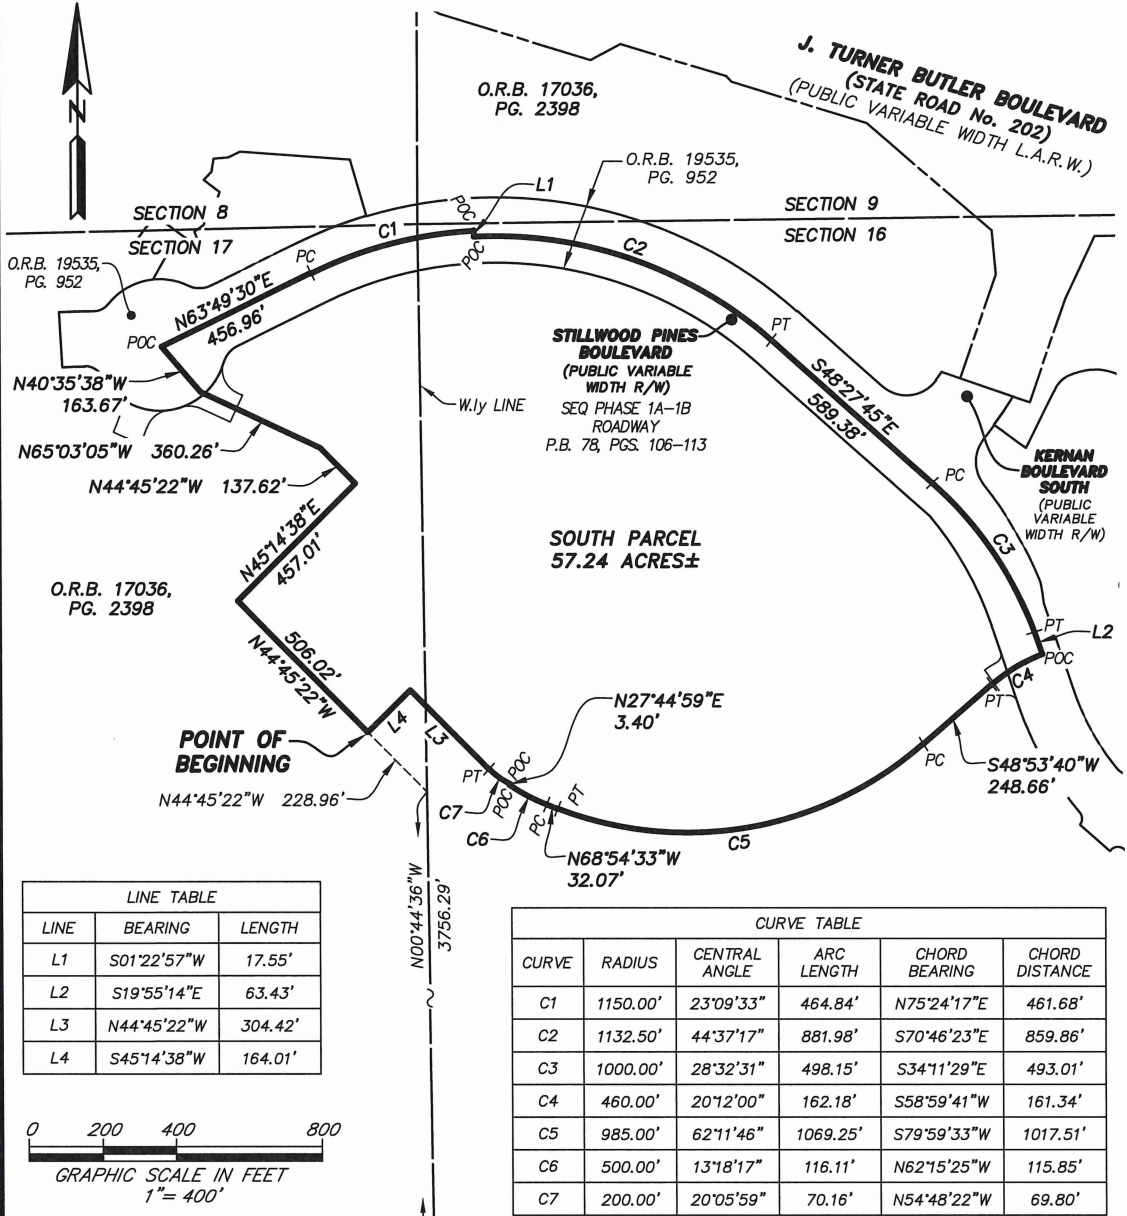 N
J. TURNER BUTLER BOULEVARD
(STATE ROAD No. 202)
(PUBLIC VARIABLE WIDTH L.A.R.W.)
O.R.B. 17036,
PG. 2398
O.R.B. 19535,
PG. 952
L1
POC
POC
SECTION 8
SECTION 17
SECTION 9
SECTION 16
C1
C2
PC
O.R.B. 19535,
PG. 952
N63°49'30"E
456.96'
POC
N40°35'38"W
163.67'
N65°03'05"W 360.26'
N44°45'22"W 137.62'
W.ly LINE
STILLWOOD PINES
BOULEVARD
(PUBLIC VARIABLE
WIDTH R/W)
SEQ PHASE 1A-1B
ROADWAY
P.B. 78, PGS. 106-113
PT
S48°27'45"E
589.38'
PC
KERNAN
BOULEVARD
SOUTH
(PUBLIC
VARIABLE
WIDTH R/W)
C3
PT
L2
POC
C4
PT
SOUTH PARCEL
57.24 ACRES±
N45°14'38"E
457.01'
O.R.B. 17036,
PG. 2398
506.02'
N44°45'22"W
POINT OF
BEGINNING
L4
L3
N44°45'22"W 228.96'
N27°44'59"E
3.40'
PT
POC
POC
C7
C6
PC
PT
N68°54'33"W
32.07'
C5
PC
S48°53'40"W
248.66'
N00°44'36"W
3756.29'
LINE TABLE
LINE BEARING LENGTH
L1 S01°22'57"W 17.55'
L2 S19°55'14"E 63.43'
L3 N44°45'22"W 304.42'
L4 S45°14'38"W 164.01'
CURVE TABLE
CURVE RADIUS CENTRAL ANGLE ARC LENGTH CHORD BEARING CHORD DISTANCE
C1 1150.00' 23°09'33" 464.84' N75°24'17"E 461.68'
C2 1132.50' 44°37'17" 881.98' S70°46'23"E 859.86'
C3 1000.00' 28°32'31" 498.15' S34°11'29"E 493.01'
C4 460.00' 20°12'00" 162.18' S58°59'41"W 161.34'
C5 985.00' 62°11'46" 1069.25' S79°59'33"W 1017.51'
C6 500.00' 13°18'17" 116.11' N62°15'25"W 115.85'
C7 200.00' 20°05'59" 70.16' N54°48'22"W 69.80'
0 200 400 800
GRAPHIC SCALE IN FEET
1"= 400'